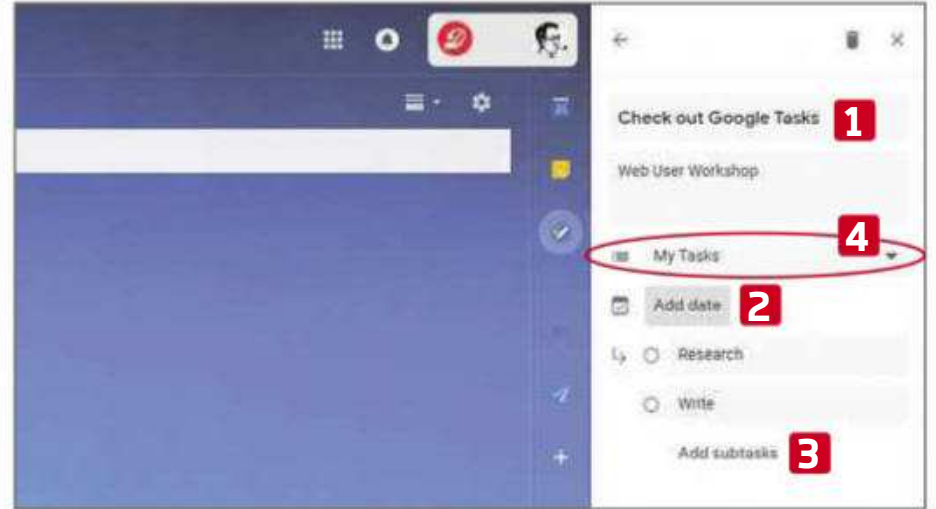 Check out Google Tasks 1
Web User Workshop
4
My Tasks
Add date 2
Research
Write
Add subtasks 3